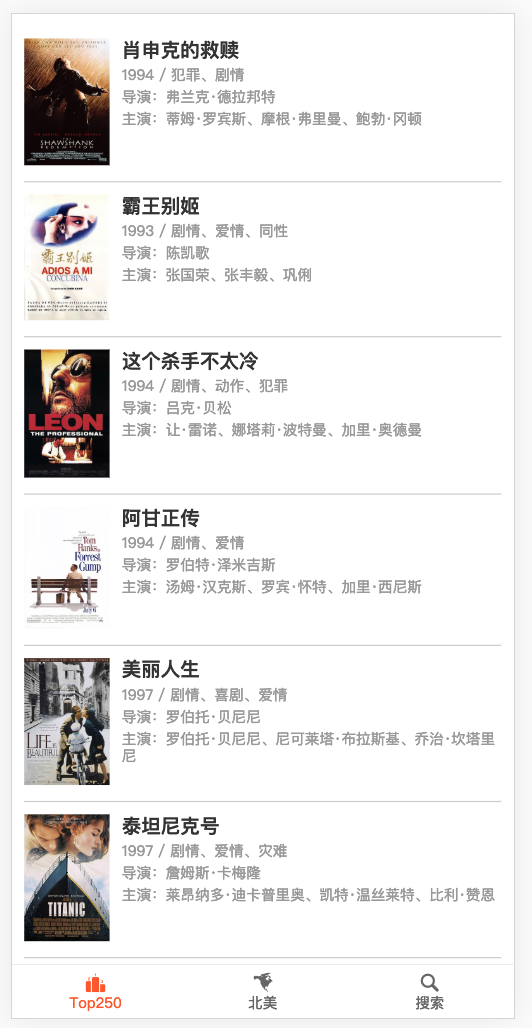 肖申克的救赎
1994 / 犯罪、剧情
导演：弗兰克·德拉邦特
主演：蒂姆·罗宾斯、摩根·弗里曼、鲍勃·冈顿
SHAWSHANK
REDEMPTION
霸王别姬
1993 / 剧情、爱情、同性
导演：陈凯歌
主演：张国荣、张丰毅、巩俐
霸王别姬
ADIOS A MI
CONCUBINA
这个杀手不太冷
1994 / 剧情、动作、犯罪
导演：吕克·贝松
主演：让·雷诺、娜塔莉·波特曼、加里·奥德曼
LEON
THE PROFESSIONAL
阿甘正传
1994 / 剧情、爱情
导演：罗伯特·泽米吉斯
主演：汤姆·汉克斯、罗宾·怀特、加里·西尼斯
Tom
Hanks
Forrest
Gump
July 6
美丽人生
1997 / 剧情、喜剧、爱情
导演：罗伯托·贝尼尼
主演：罗伯托·贝尼尼、尼可莱塔·布拉斯基、乔治·坎塔里
尼
LIFE IS
BEAUTIFUL
泰坦尼克号
1997 / 剧情、爱情、灾难
导演：詹姆斯·卡梅隆
主演：莱昂纳多·迪卡普里奥、凯特·温丝莱特、比利·赞恩
TITANIC
Top250
北美
搜索